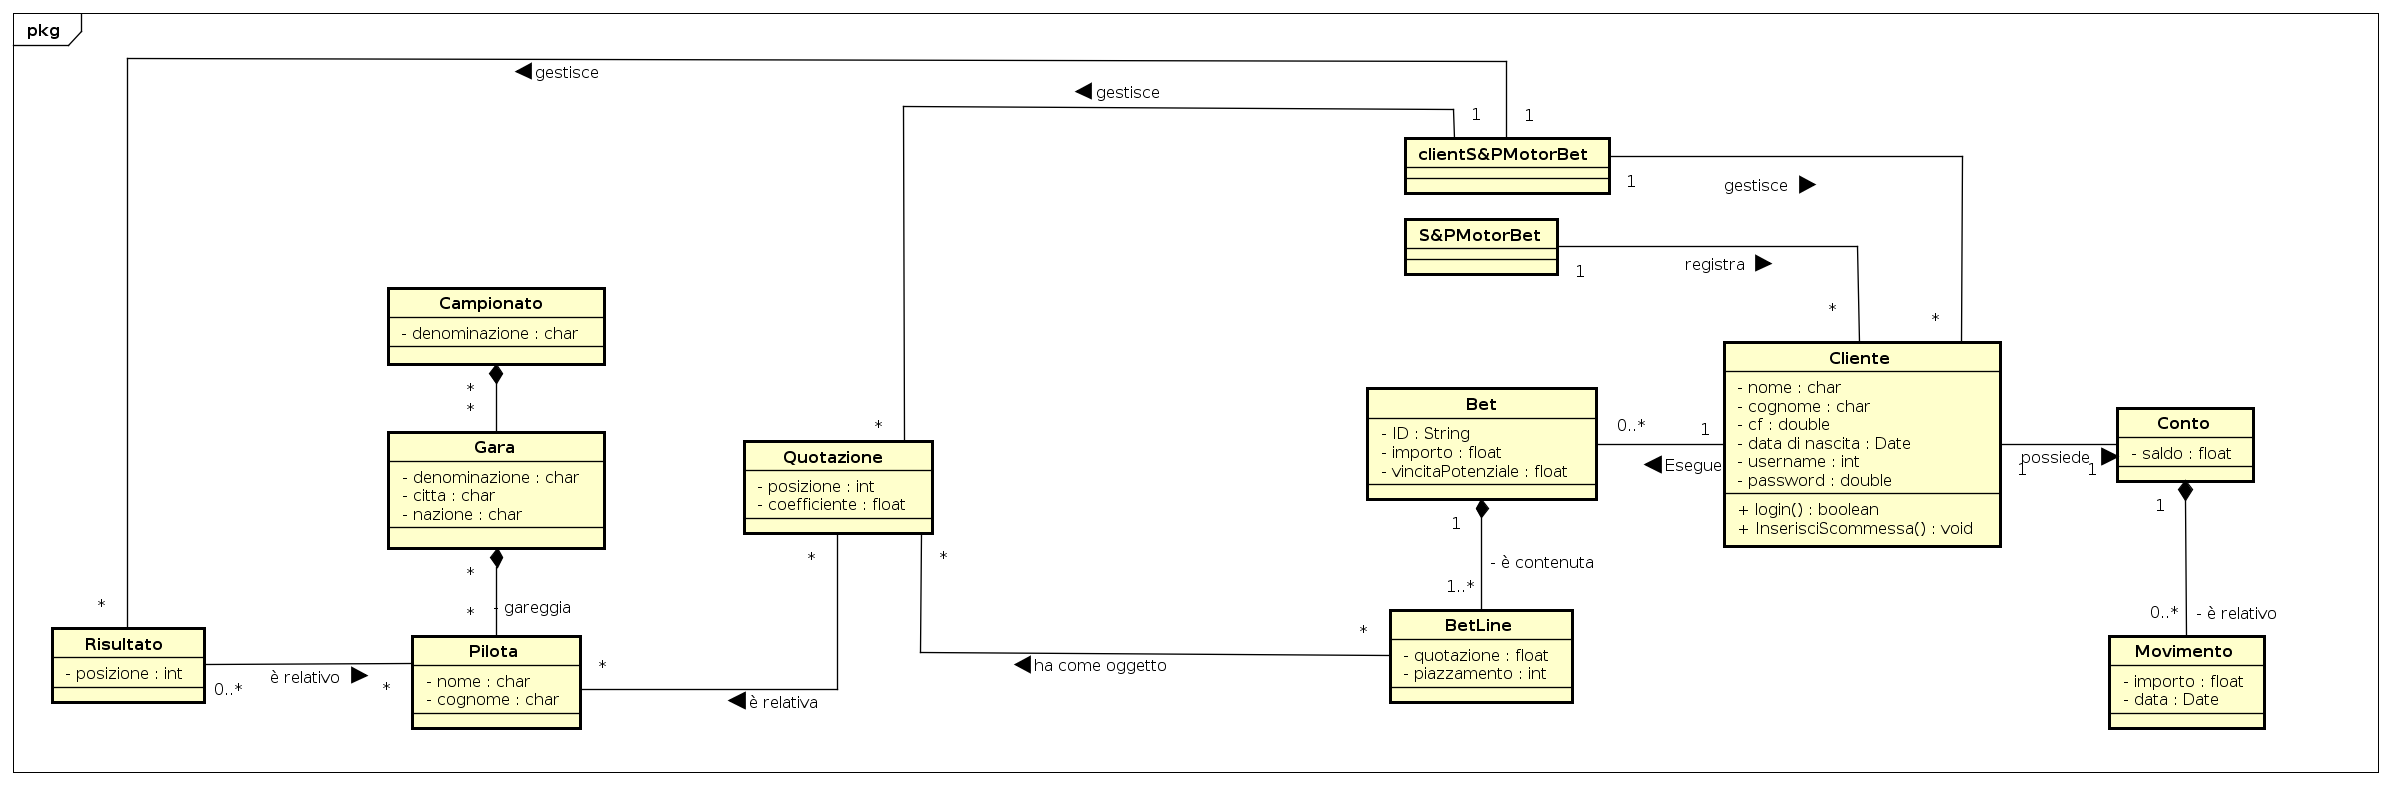 pkg
gestisce
gestisce
1
1
clientS&PMotorBet
1
gestisce
S&PMotorBet
1
registra
*
*
Campionato
- denominazione : char
*
*
Gara
- denominazione : char
- citta : char
- nazione : char
*
*
- gareggia
Risultato
- posizione : int
*
0..*
è relativo
*
Pilota
- nome : char
- cognome : char
*
è relativa
*
Quotazione
- posizione : int
- coefficiente : float
*
*
ha come oggetto
*
Bet
- ID : String
- importo : float
- vincitaPotenziale : float
0..*
1
Esegue
1
- è contenuta
1..*
BetLine
- quotazione : float
- piazzamento : int
Cliente
- nome : char
- cognome : char
- cf : double
- data di nascita : Date
- username : int
- password : double
+ login() : boolean
+ InserisciScommessa() : void
possiede
1
1
Conto
- saldo : float
1
0..*
- è relativo
Movimento
- importo : float
- data : Date